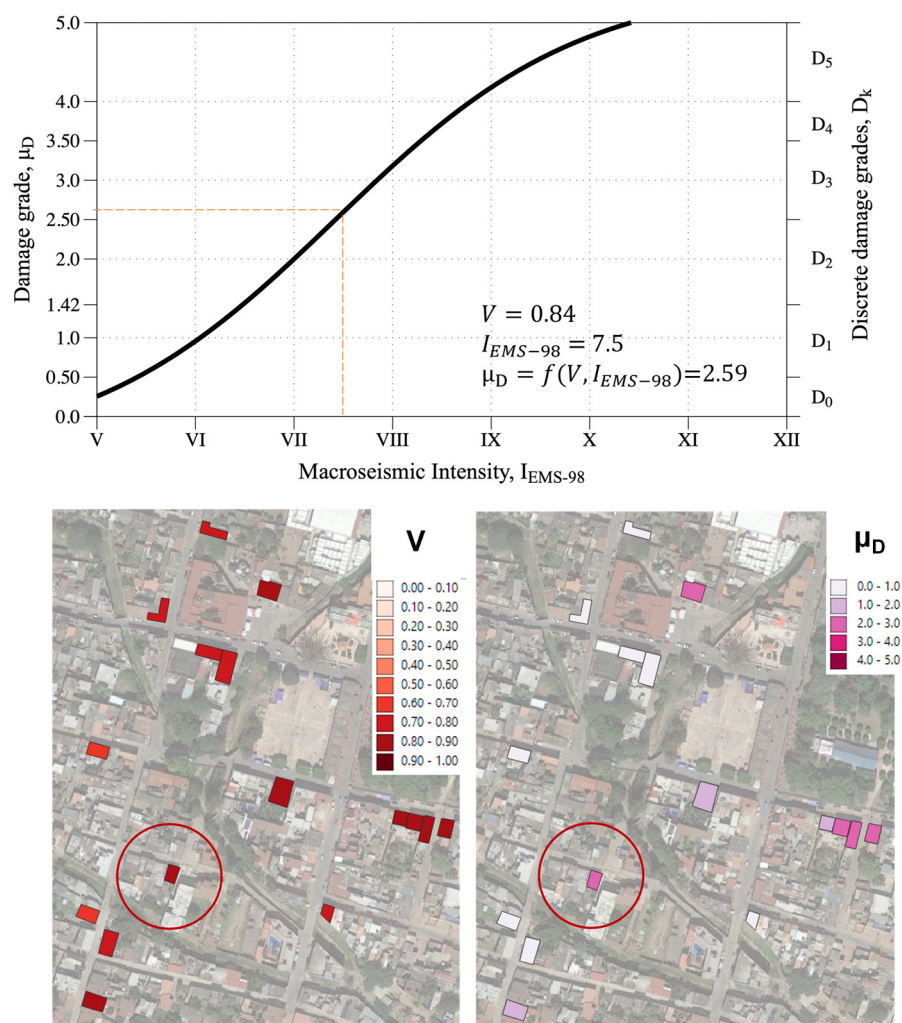 5.0
4.0
3.50
3.0
2.50
2.0
1.42
1.0
0.50
0.0
Damage grade, μD
V VI VII VIII IX X XI XII
Macroseismic Intensity, IEMS-98
D5
D4
D3
D2
D1
D0
Discrete damage grades, Dk
V = 0.84
IEMS−98 = 7.5
μD = f(V, IEMS−98)=2.59
V
0.00 - 0.10
0.10 - 0.20
0.20 - 0.30
0.30 - 0.40
0.40 - 0.50
0.50 - 0.60
0.60 - 0.70
0.70 - 0.80
0.80 - 0.90
0.90 - 1.00
μD
0.0 - 1.0
1.0 - 2.0
2.0 - 3.0
3.0 - 4.0
4.0 - 5.0